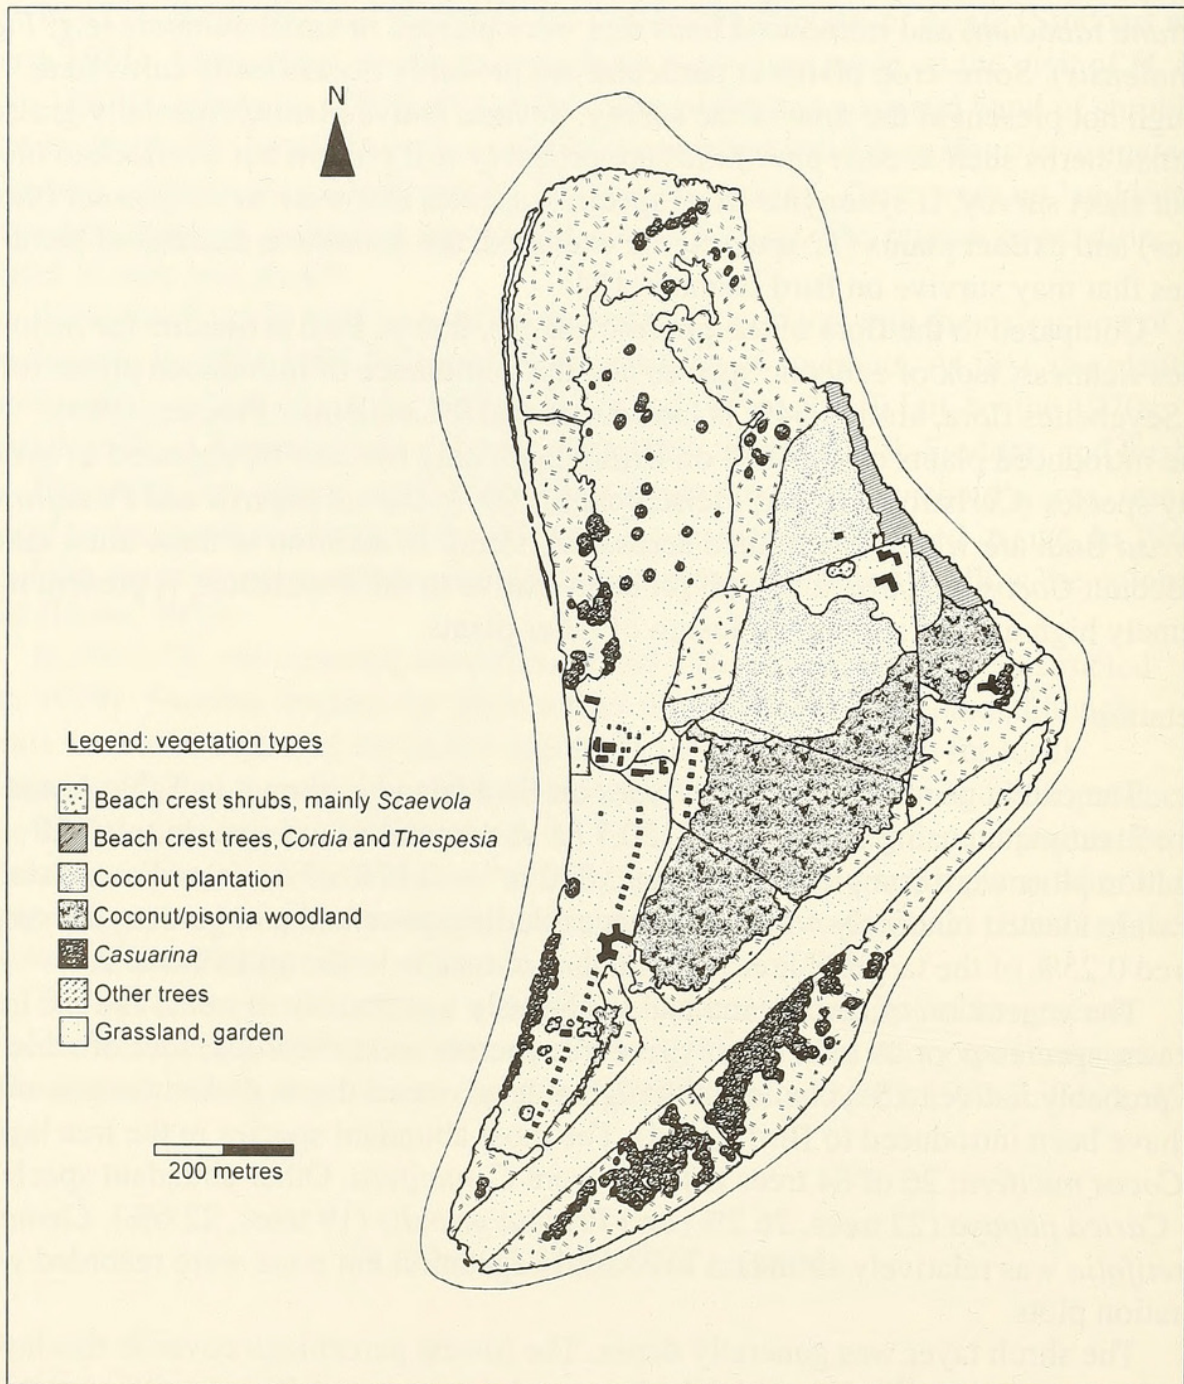 N
Legend: vegetation types
Beach crest shrubs, mainly Scaevola
Beach crest trees, Cordia and Thespesia
Coconut plantation
Coconut/pisonia woodland
Casuarina
Other trees
Grassland, garden
200 metres